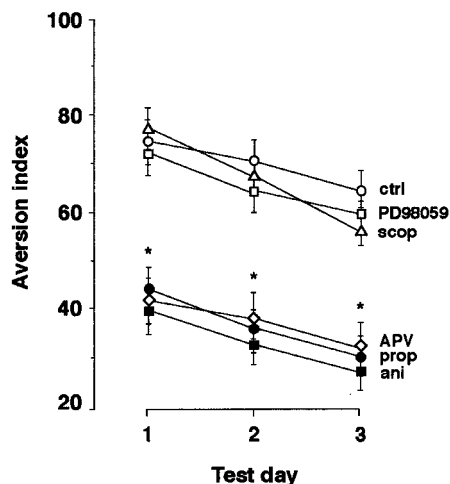 100
80
60
40
20
Aversion index
ctrl
PD98059
scop
*
*
*
APV
prop
ani
1 2 3
Test day